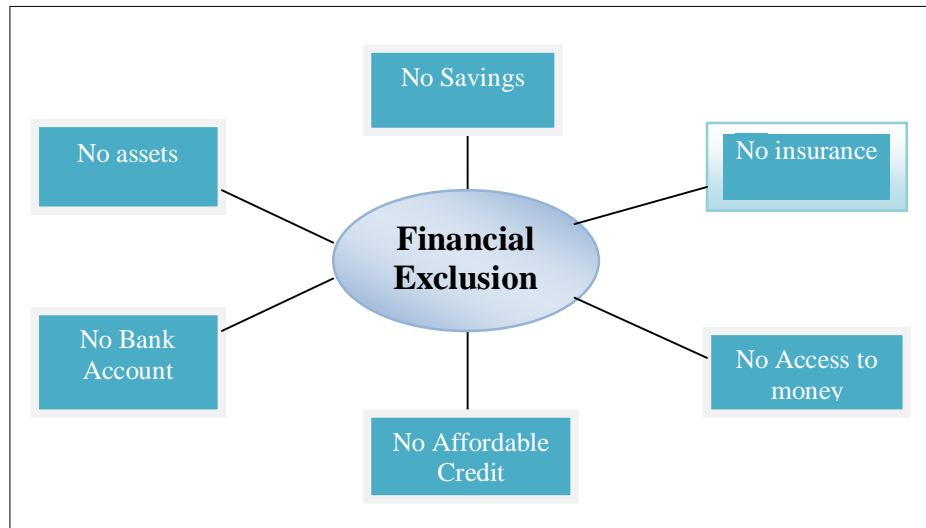 No Savings
No assets
No insurance
Financial
Exclusion
No Bank
Account
No Access to
money
No Affordable
Credit